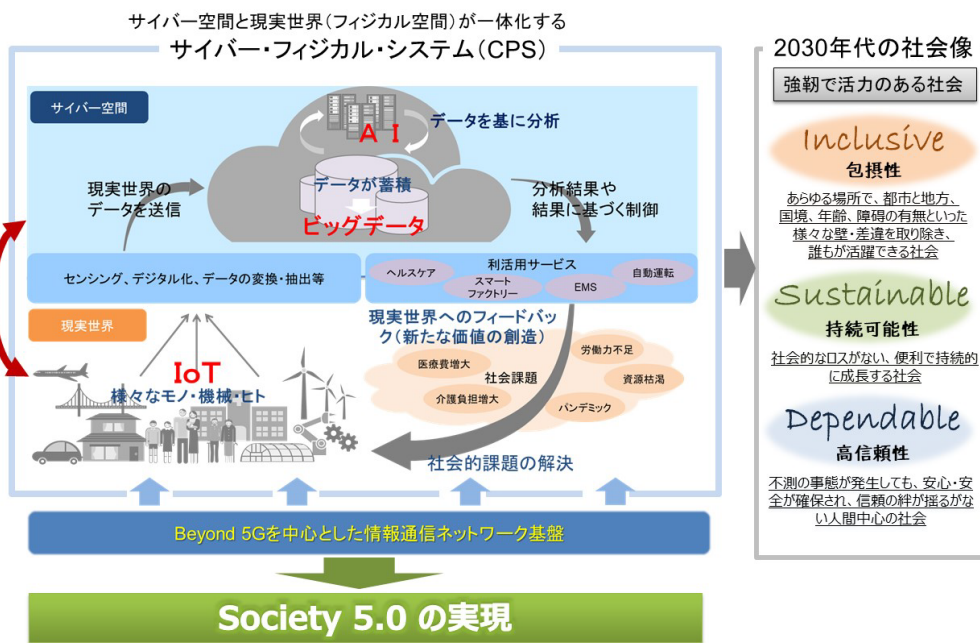 サイバー空間と現実世界（フィジカル空間）が一体化する
サイバー・フィジカル・システム（CPS）
サイバー空間
AI
データを基に分析
現実世界の
データを送信
データが蓄積
ビッグデータ
分析結果や
結果に基づく制御
センシング、デジタル化、データの変換・抽出等
利活用サービス
ヘルスケア
スマート
ファクトリー
EMS
自動運転
現実世界
IoT
様々なモノ・機械・ヒト
現実世界へのフィードバッ
ク（新たな価値の創造）
医療費増大
社会課題
介護負担増大
労働力不足
資源枯渇
パンデミック
社会的課題の解決
Beyond 5Gを中心とした情報通信ネットワーク基盤
Society 5.0 の実現
2030年代の社会像
強靭で活力のある社会
Inclusive
包摂性
あらゆる場所で、都市と地方、
国境、年齢、障碍の有無といった
様々な壁・差違を取り除き、
誰もが活躍できる社会
Sustainable
持続可能性
社会的なロスがない、便利で持続的
に成長する社会
Dependable
高信頼性
不測の事態が発生しても、安心・安
全が確保され、信頼の絆が揺るがな
い人間中心の社会